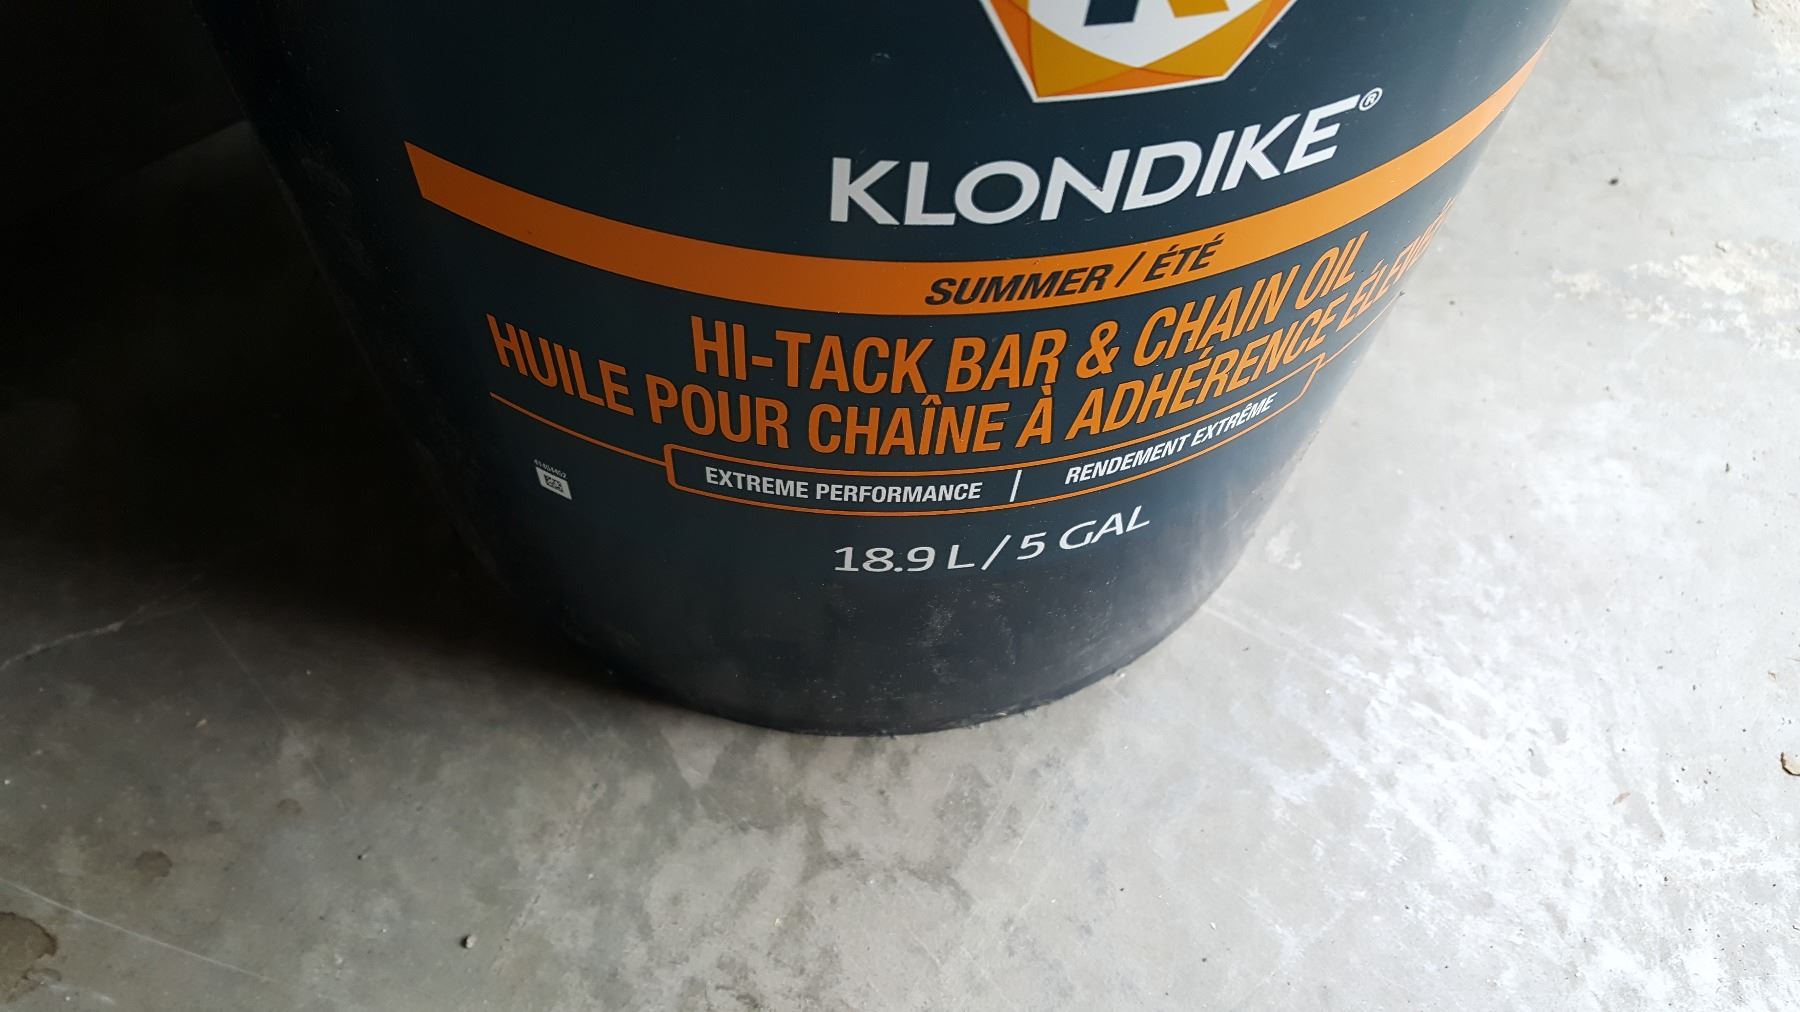 KLONDIKE®
SUMMER / ÉTÉ
HI-TACK BAR & CHAIN OIL
HUILE POUR CHAÎNE À ADHÉRENCE
EXTREME PERFORMANCE | RENDEMENT EXTRÊME
18.9 L / 5 GAL